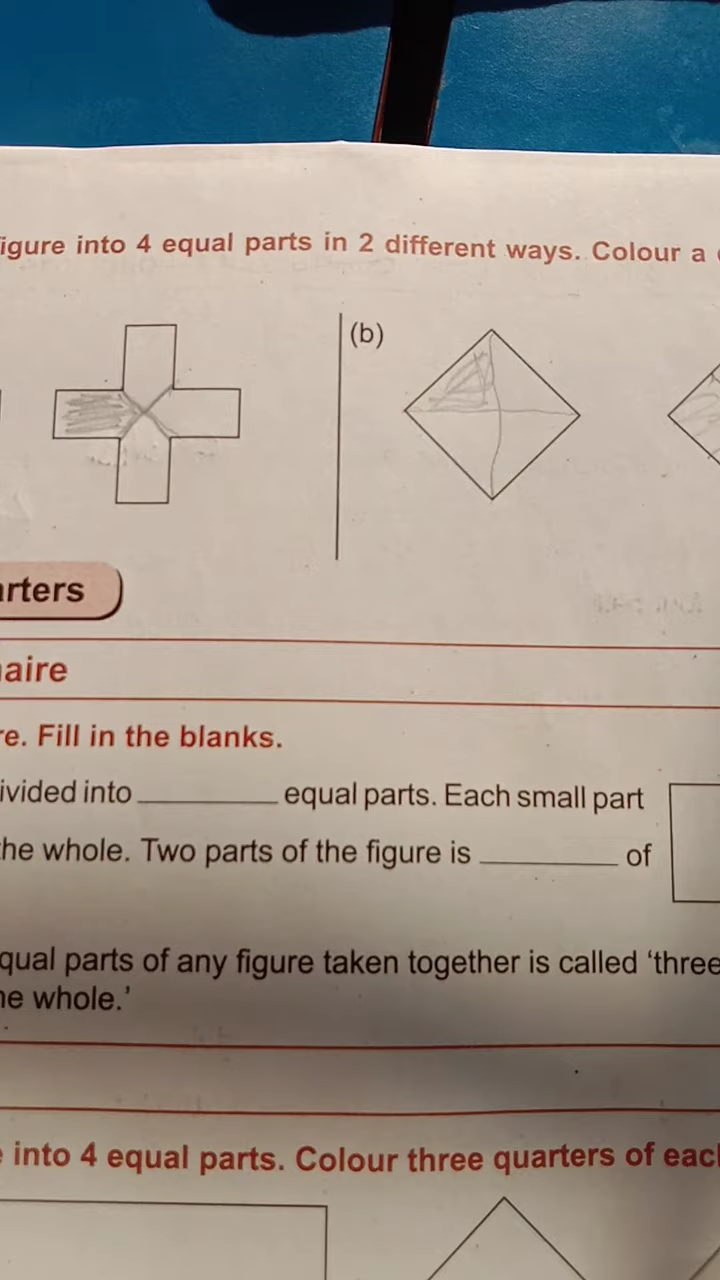 igure into 4 equal parts in 2 different ways. Colour a
(b)
rters
aire
re. Fill in the blanks.
ivided into __________ equal parts. Each small part
he whole. Two parts of the figure is __________ of
qual parts of any figure taken together is called ‘three
he whole.’
into 4 equal parts. Colour three quarters of each